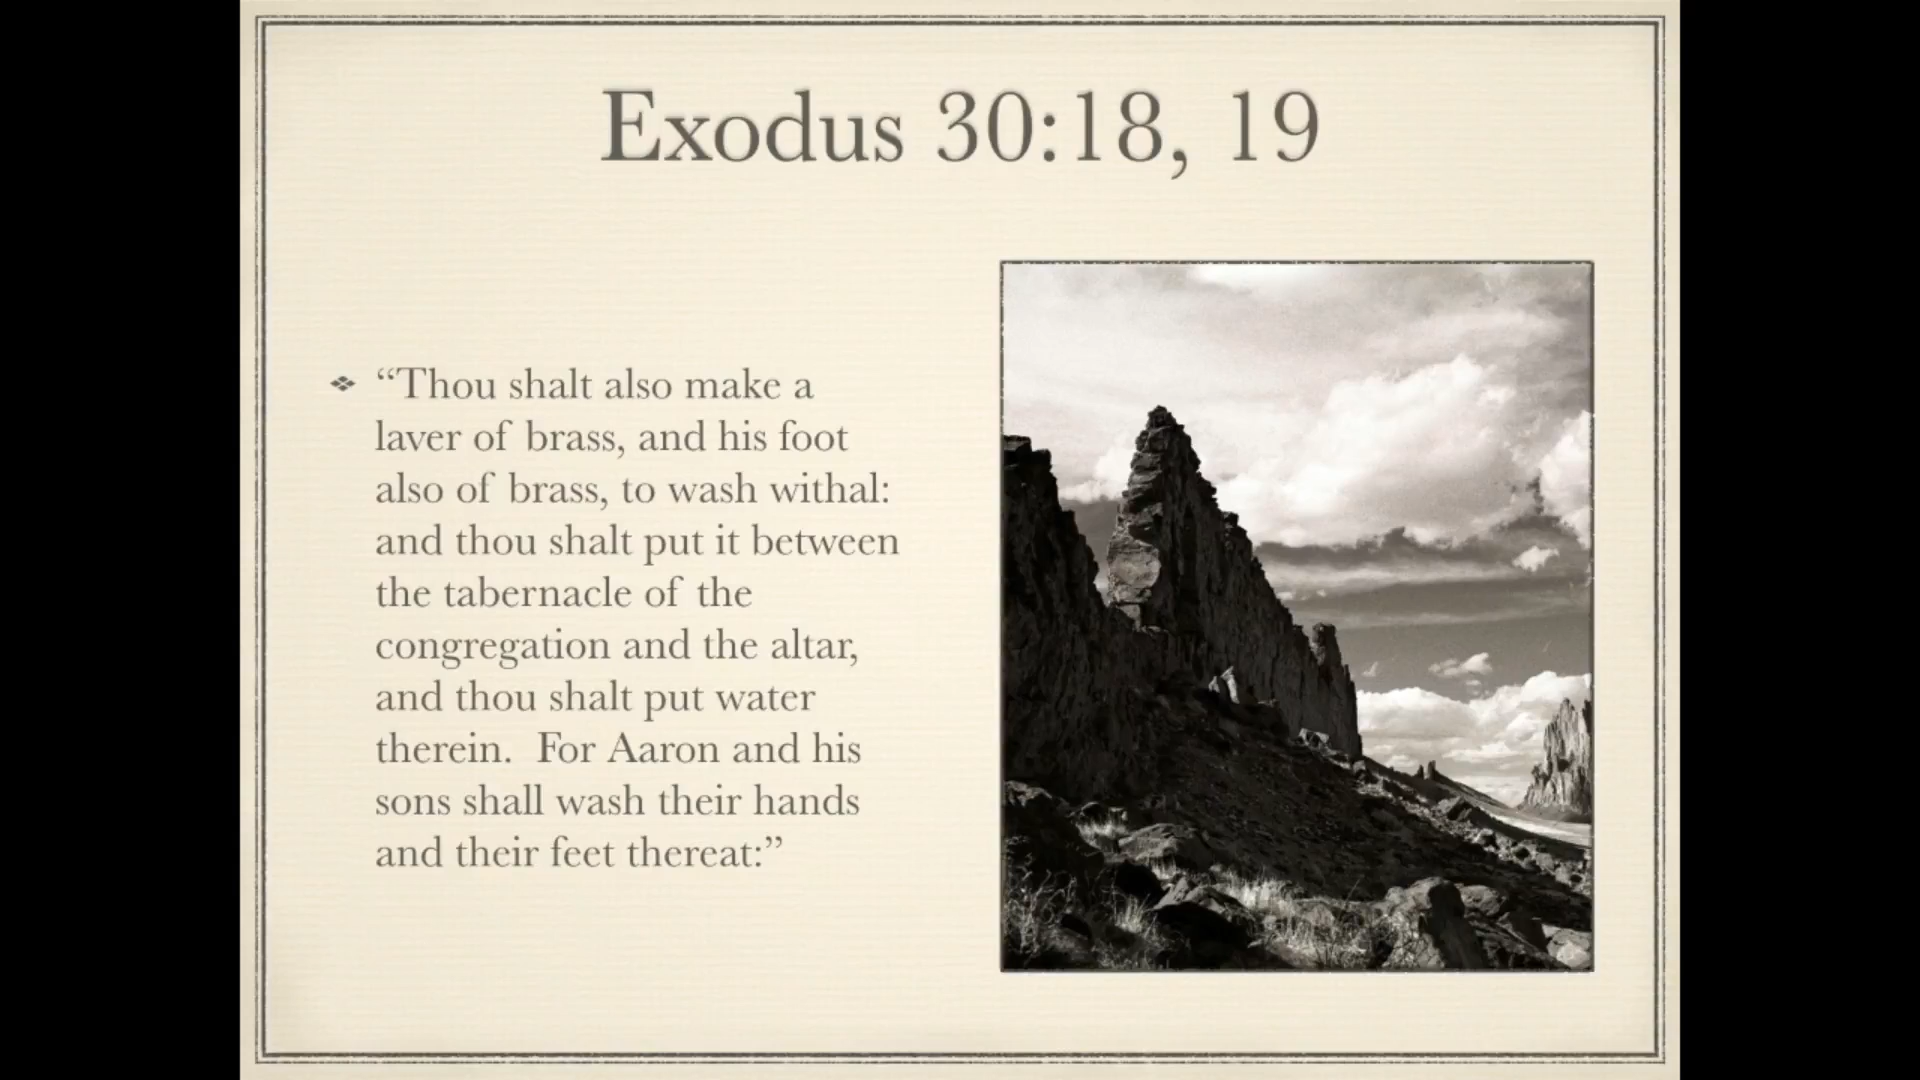 Exodus 30:18, 19
“Thou shalt also make a
laver of brass, and his foot
also of brass, to wash withal:
and thou shalt put it between
the tabernacle of the
congregation and the altar,
and thou shalt put water
therein.  For Aaron and his
sons shall wash their hands
and their feet thereat:”